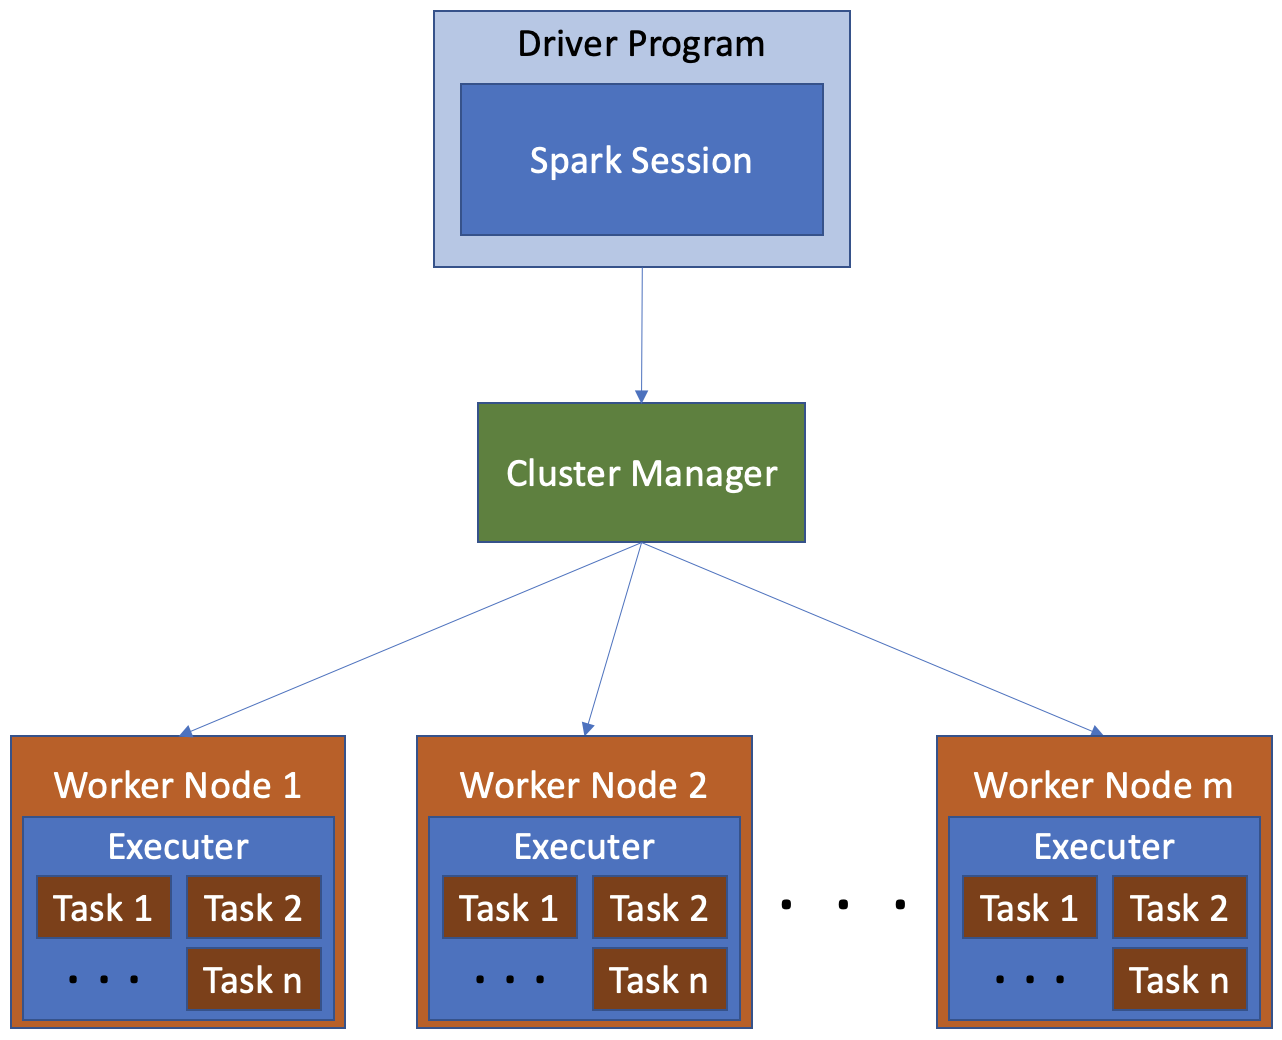 Driver Program
Spark Session
Cluster Manager
Worker Node 1
Executer
Task 1 Task 2
. . . Task n
Worker Node 2
Executer
Task 1 Task 2
. . . Task n
. . .
Worker Node m
Executer
Task 1 Task 2
. . . Task n